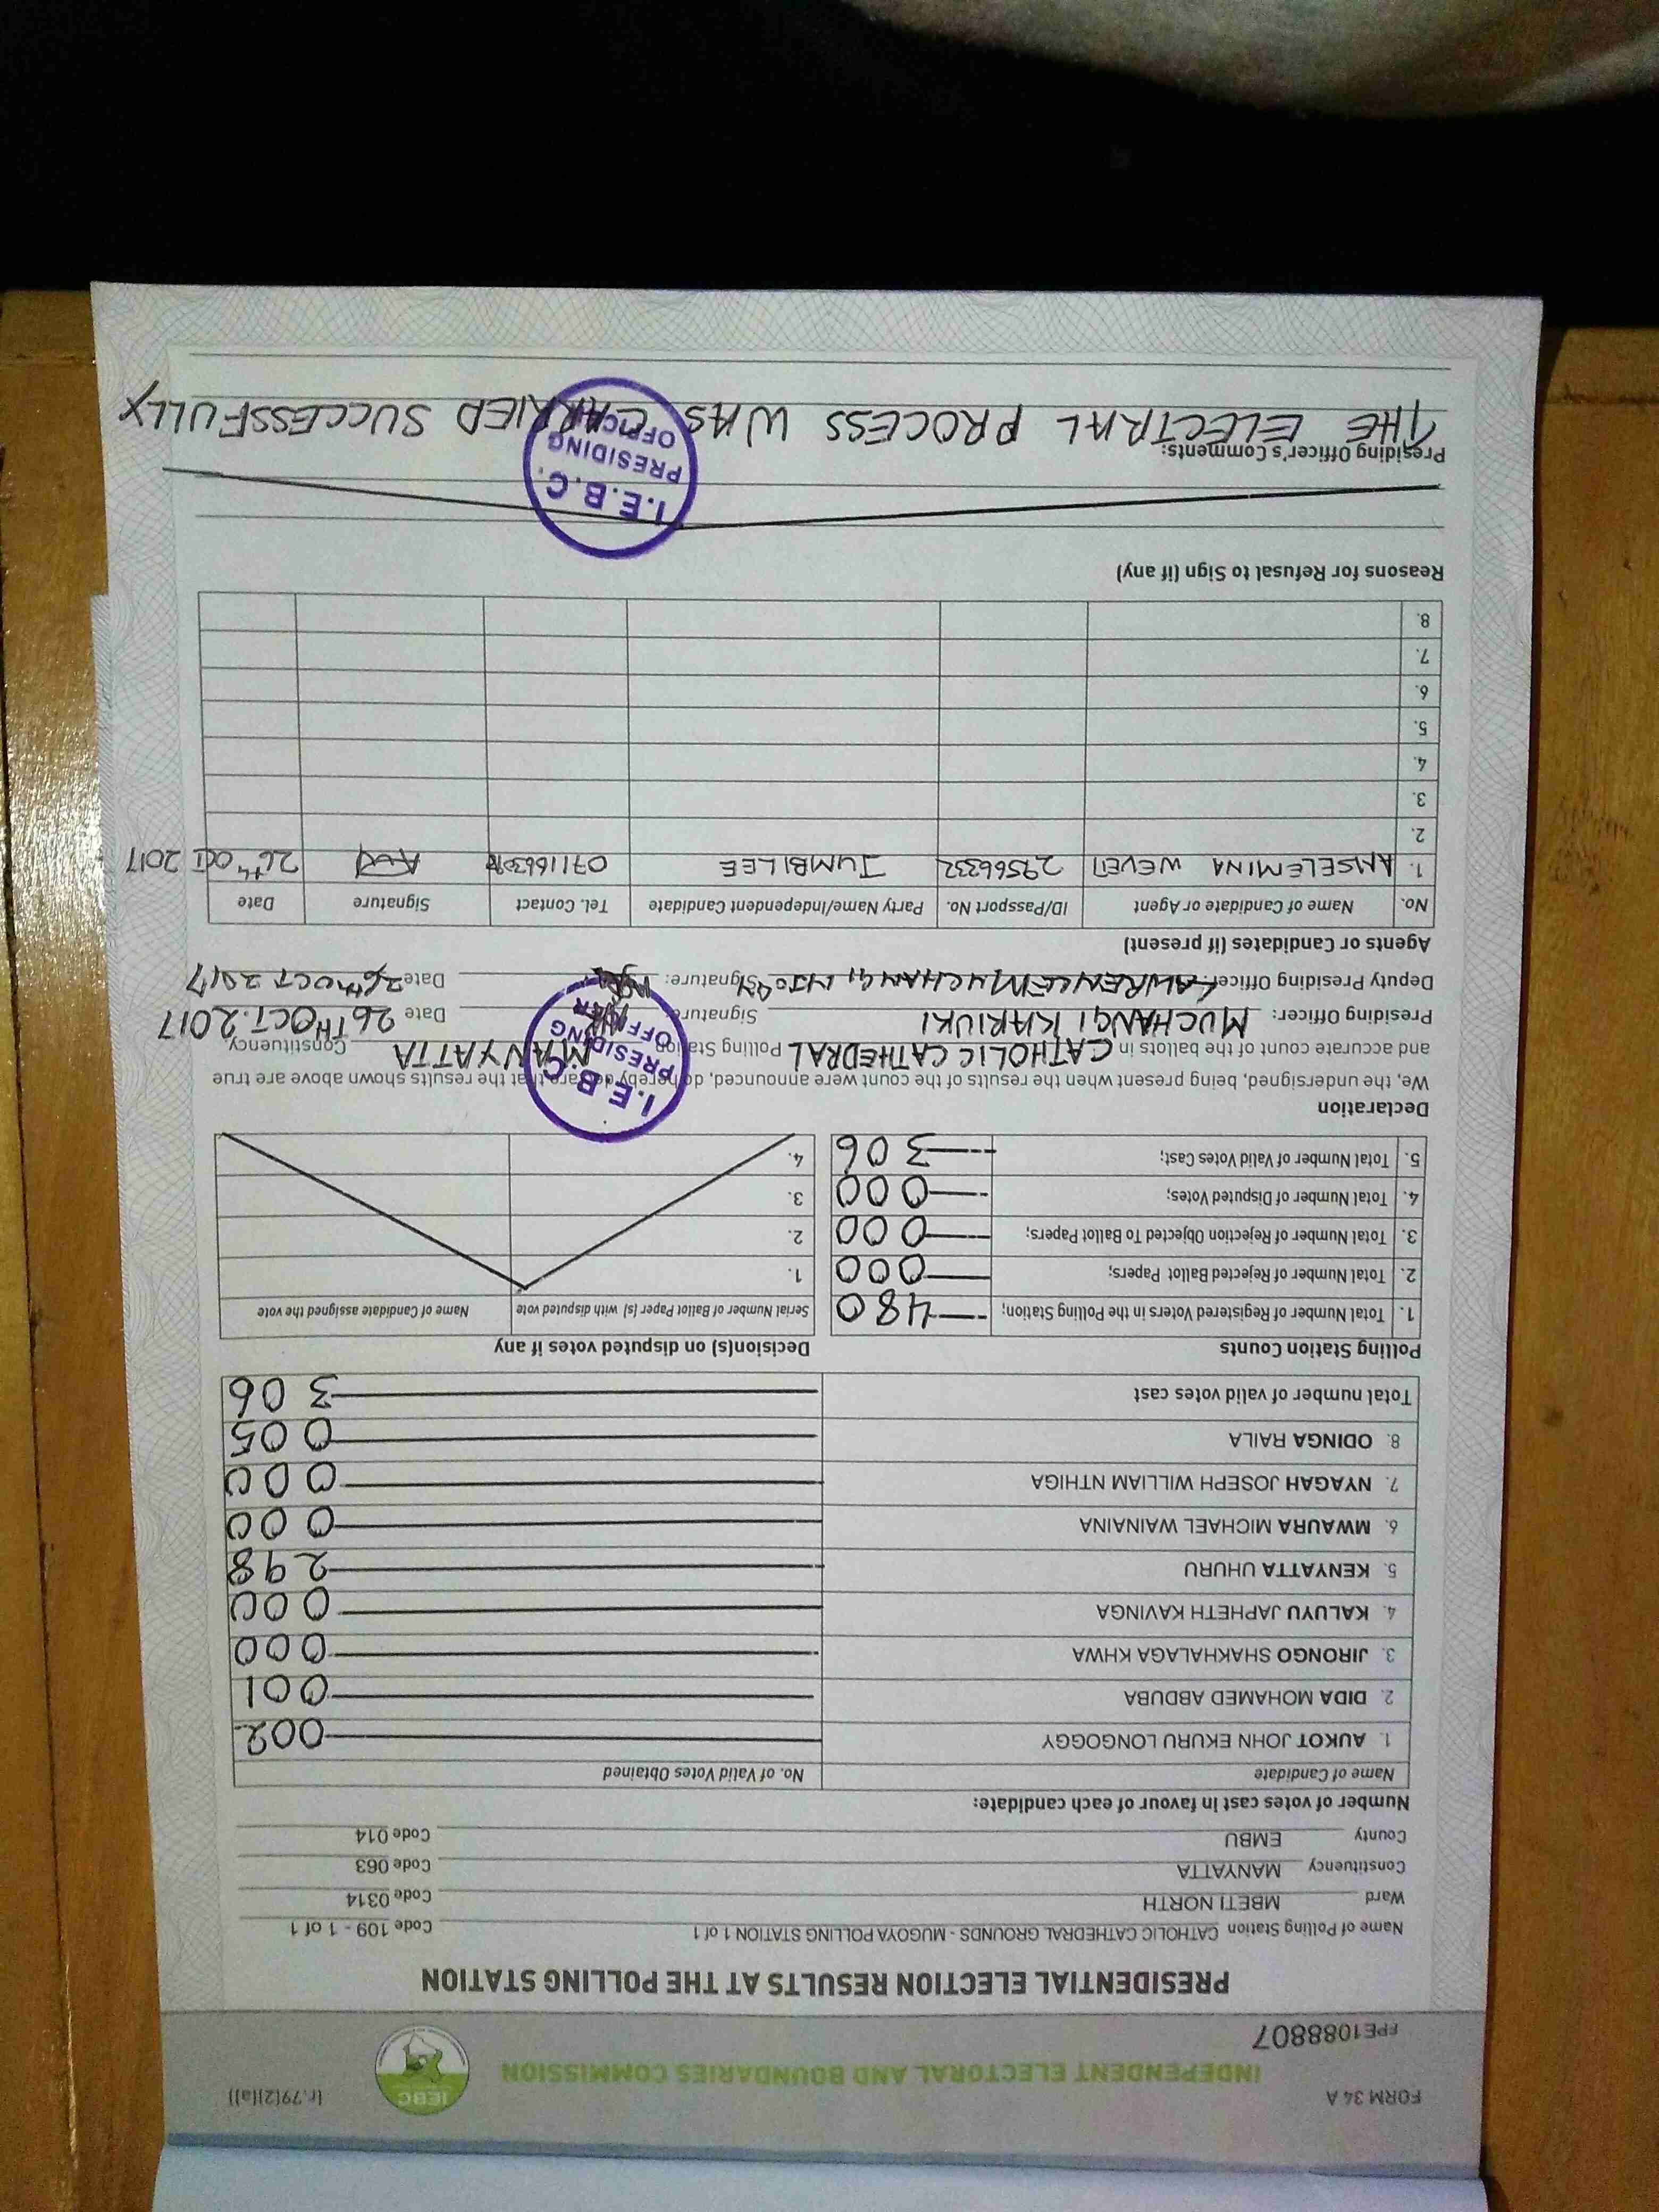 FORM 34 A
(r.79(2)(a))
INDEPENDENT ELECTORAL AND BOUNDARIES COMMISSION
IEBC
FPE1088807
PRESIDENTIAL ELECTION RESULTS AT THE POLLING STATION
Name of Polling Station CATHOLIC CATHEDRAL GROUNDS - MUGOYA POLLING STATION 1 of 1 Code 109 - 1 of 1
Ward MBETI NORTH Code 0314
Constituency MANYATTA Code 063
County EMBU Code 014
Number of votes cast in favour of each candidate:
Name of Candidate No. of Valid Votes Obtained
1. AUKOT JOHN EKURU LONGOGGY 002
2. DIDA MOHAMED ABDUBA 001
3. JIRONGO SHAKHALAGA KHWA 000
4. KALUYU JAPHETH KAVINGA 000
5. KENYATTA UHURU 298
6. MWAURA MICHAEL WAINAINA 000
7. NYAGAH JOSEPH WILLIAM NTHIGA 000
8. ODINGA RAILA 005
Total number of valid votes cast 306
Polling Station Counts
Decision(s) on disputed votes if any
1. Total Number of Registered Voters in the Polling Station; 480
2. Total Number of Rejected Ballot Papers; 000
3. Total Number of Rejection Objected To Ballot Papers; 000
4. Total Number of Disputed Votes; 000
5. Total Number of Valid Votes Cast; 306
Serial Number of Ballot Paper (s) with disputed vote Name of Candidate assigned the vote
1.
2.
3.
4.
Declaration
We, the undersigned, being present when the results of the count were announced, do hereby declare that the results shown above are true
and accurate count of the ballots in CATHOLIC CATHEDRAL Polling Station MANYATTA Constituency
Presiding Officer: MUCHANGI KARIUKI Signature Date 26TH OCT. 2017
Deputy Presiding Officer: LAWRENCE MUCHANGI Signature: Date 26TH OCT 2017
I.E.B.C.
PRESIDING
OFFICER
Agents or Candidates (if present)
No. Name of Candidate or Agent ID/Passport No. Party Name/Independent Candidate Tel. Contact Signature Date
1. ANSELEMINA WEVETI 29566332 JUMBILEE 26TH OCT 2017
2.
3.
4.
5.
6.
7.
8.
Reasons for Refusal to Sign (if any)
Presiding Officer's Comments:
THE ELECTRAL PROCESS WAS CARRIED SUCCESSFULLY
I.E.B.C.
PRESIDING
OFFICER